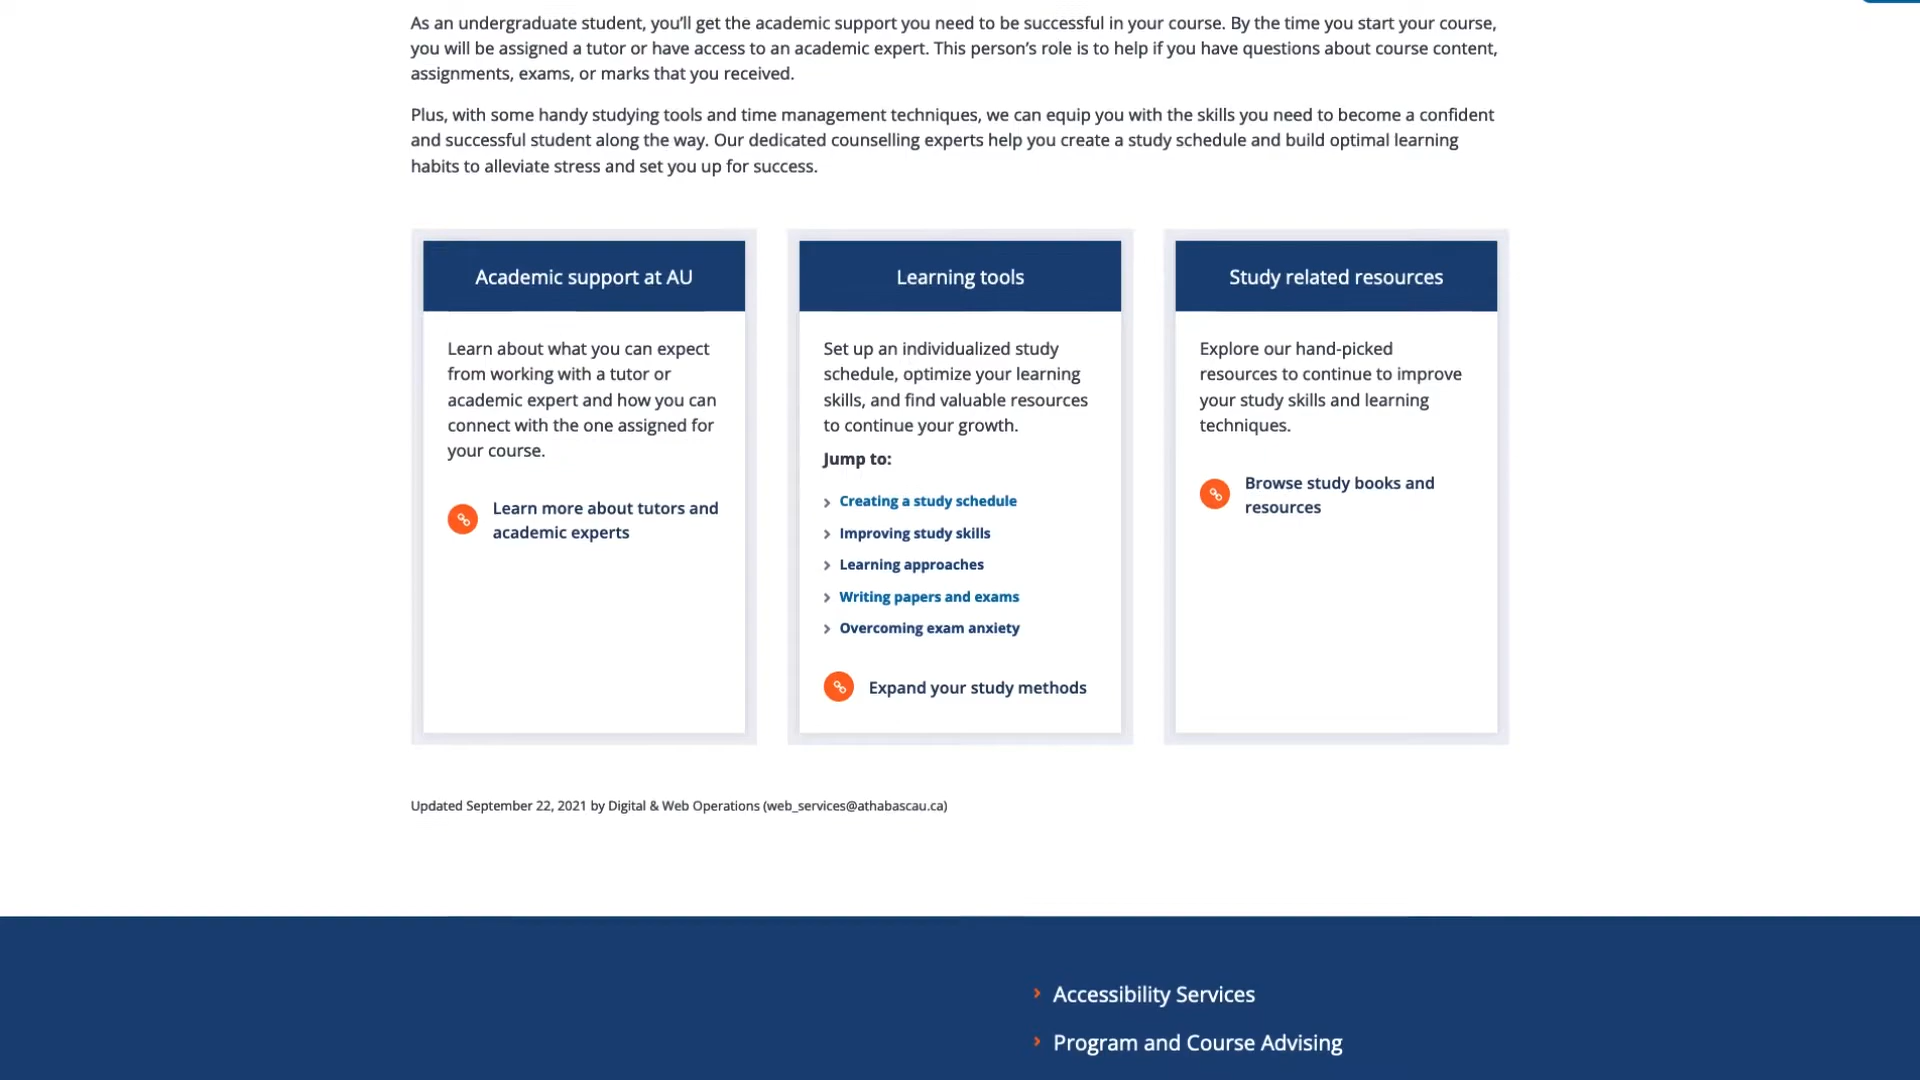 As an undergraduate student, you’ll get the academic support you need to be successful in your course. By the time you start your course,
you will be assigned a tutor or have access to an academic expert. This person’s role is to help if you have questions about course content,
assignments, exams, or marks that you received.
Plus, with some handy studying tools and time management techniques, we can equip you with the skills you need to become a confident
and successful student along the way. Our dedicated counselling experts help you create a study schedule and build optimal learning
habits to alleviate stress and set you up for success.
Academic support at AU
Learn about what you can expect
from working with a tutor or
academic expert and how you can
connect with the one assigned for
your course.
Learn more about tutors and
academic experts
Learning tools
Set up an individualized study
schedule, optimize your learning
skills, and find valuable resources
to continue your growth.
Jump to:
Creating a study schedule
Improving study skills
Learning approaches
Writing papers and exams
Overcoming exam anxiety
Expand your study methods
Study related resources
Explore our hand-picked
resources to continue to improve
your study skills and learning
techniques.
Browse study books and
resources
Updated September 22, 2021 by Digital & Web Operations (web_services@athabascau.ca)
Accessibility Services
Program and Course Advising